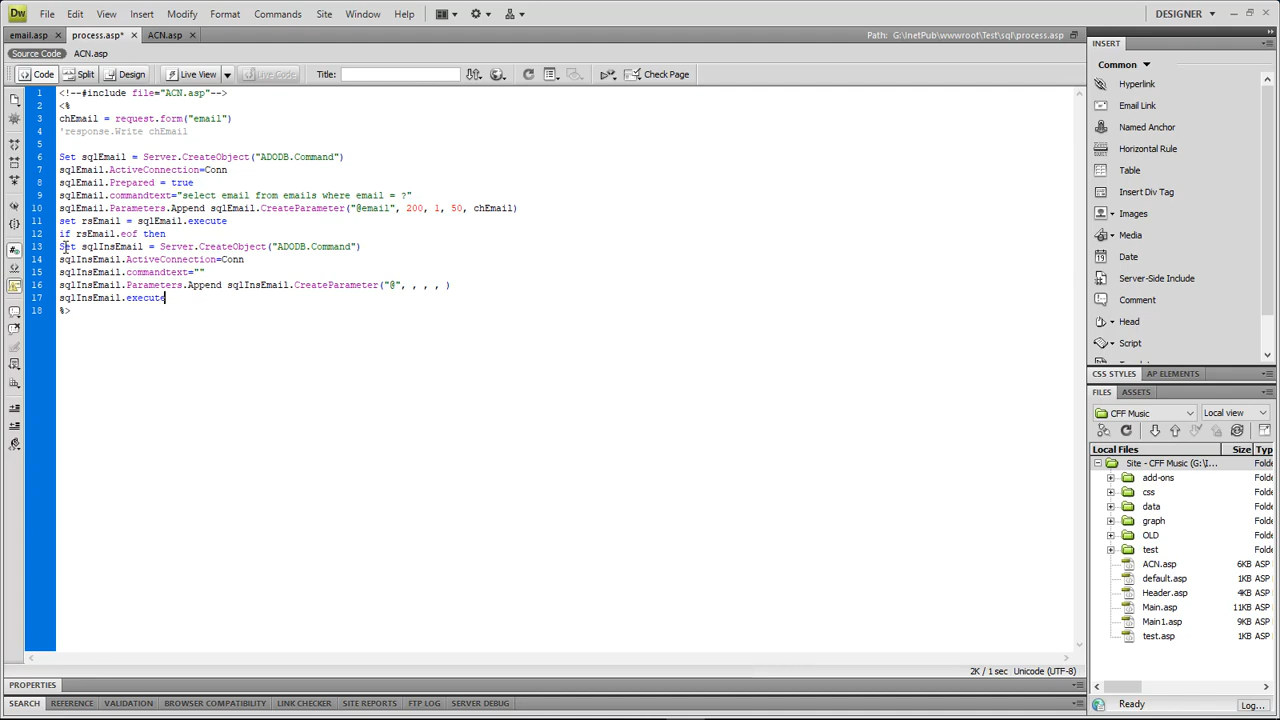 Dw File Edit View Insert Modify Format Commands Site Window Help DESIGNER
email.asp process.asp* ACN.asp Path: G:\InetPub\wwwroot\Test\sql\process.asp
Source Code ACN.asp
Code Split Design Live View Live Code Title: Check Page
1 <!--#include file="ACN.asp"-->
2 <%
3 chEmail = request.form("email")
4 'response.Write chEmail
5
6 Set sqlEmail = Server.CreateObject("ADODB.Command")
7 sqlEmail.ActiveConnection=Conn
8 sqlEmail.Prepared = true
9 sqlEmail.commandtext="select email from emails where email = ?"
10 sqlEmail.Parameters.Append sqlEmail.CreateParameter("@email", 200, 1, 50, chEmail)
11 set rsEmail = sqlEmail.execute
12 if rsEmail.eof then
13 Set sqlInsEmail = Server.CreateObject("ADODB.Command")
14 sqlInsEmail.ActiveConnection=Conn
15 sqlInsEmail.commandtext=""
16 sqlInsEmail.Parameters.Append sqlInsEmail.CreateParameter("@", , , , )
17 sqlInsEmail.execute
18 %>
2K / 1 sec Unicode (UTF-8)
PROPERTIES
SEARCH REFERENCE VALIDATION BROWSER COMPATIBILITY LINK CHECKER SITE REPORTS FTP LOG SERVER DEBUG
INSERT
Common
Hyperlink
Email Link
Named Anchor
Horizontal Rule
Table
Insert Div Tag
Images
Media
Date
Server-Side Include
Comment
Head
Script
CSS STYLES AP ELEMENTS
FILES ASSETS
CFF Music Local view
Local Files Size Typ
Site - CFF Music (G:\I... Folde
add-ons Folde
css Folde
data Folde
graph Folde
OLD Folde
test Folde
ACN.asp 6KB ASP
default.asp 1KB ASP
Header.asp 4KB ASP
Main.asp 11KB ASP
Main1.asp 9KB ASP
test.asp 1KB ASP
Ready Log...